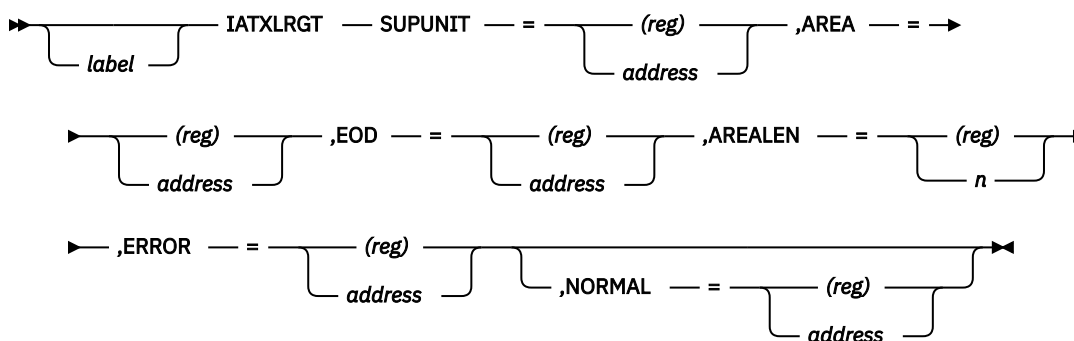 IATXLRGT SUPUNIT = (reg) ,AREA =
label address
(reg) ,EOD = (reg) ,AREALEN = (reg)
address address n
,ERROR = (reg)
address ,NORMAL = (reg)
address